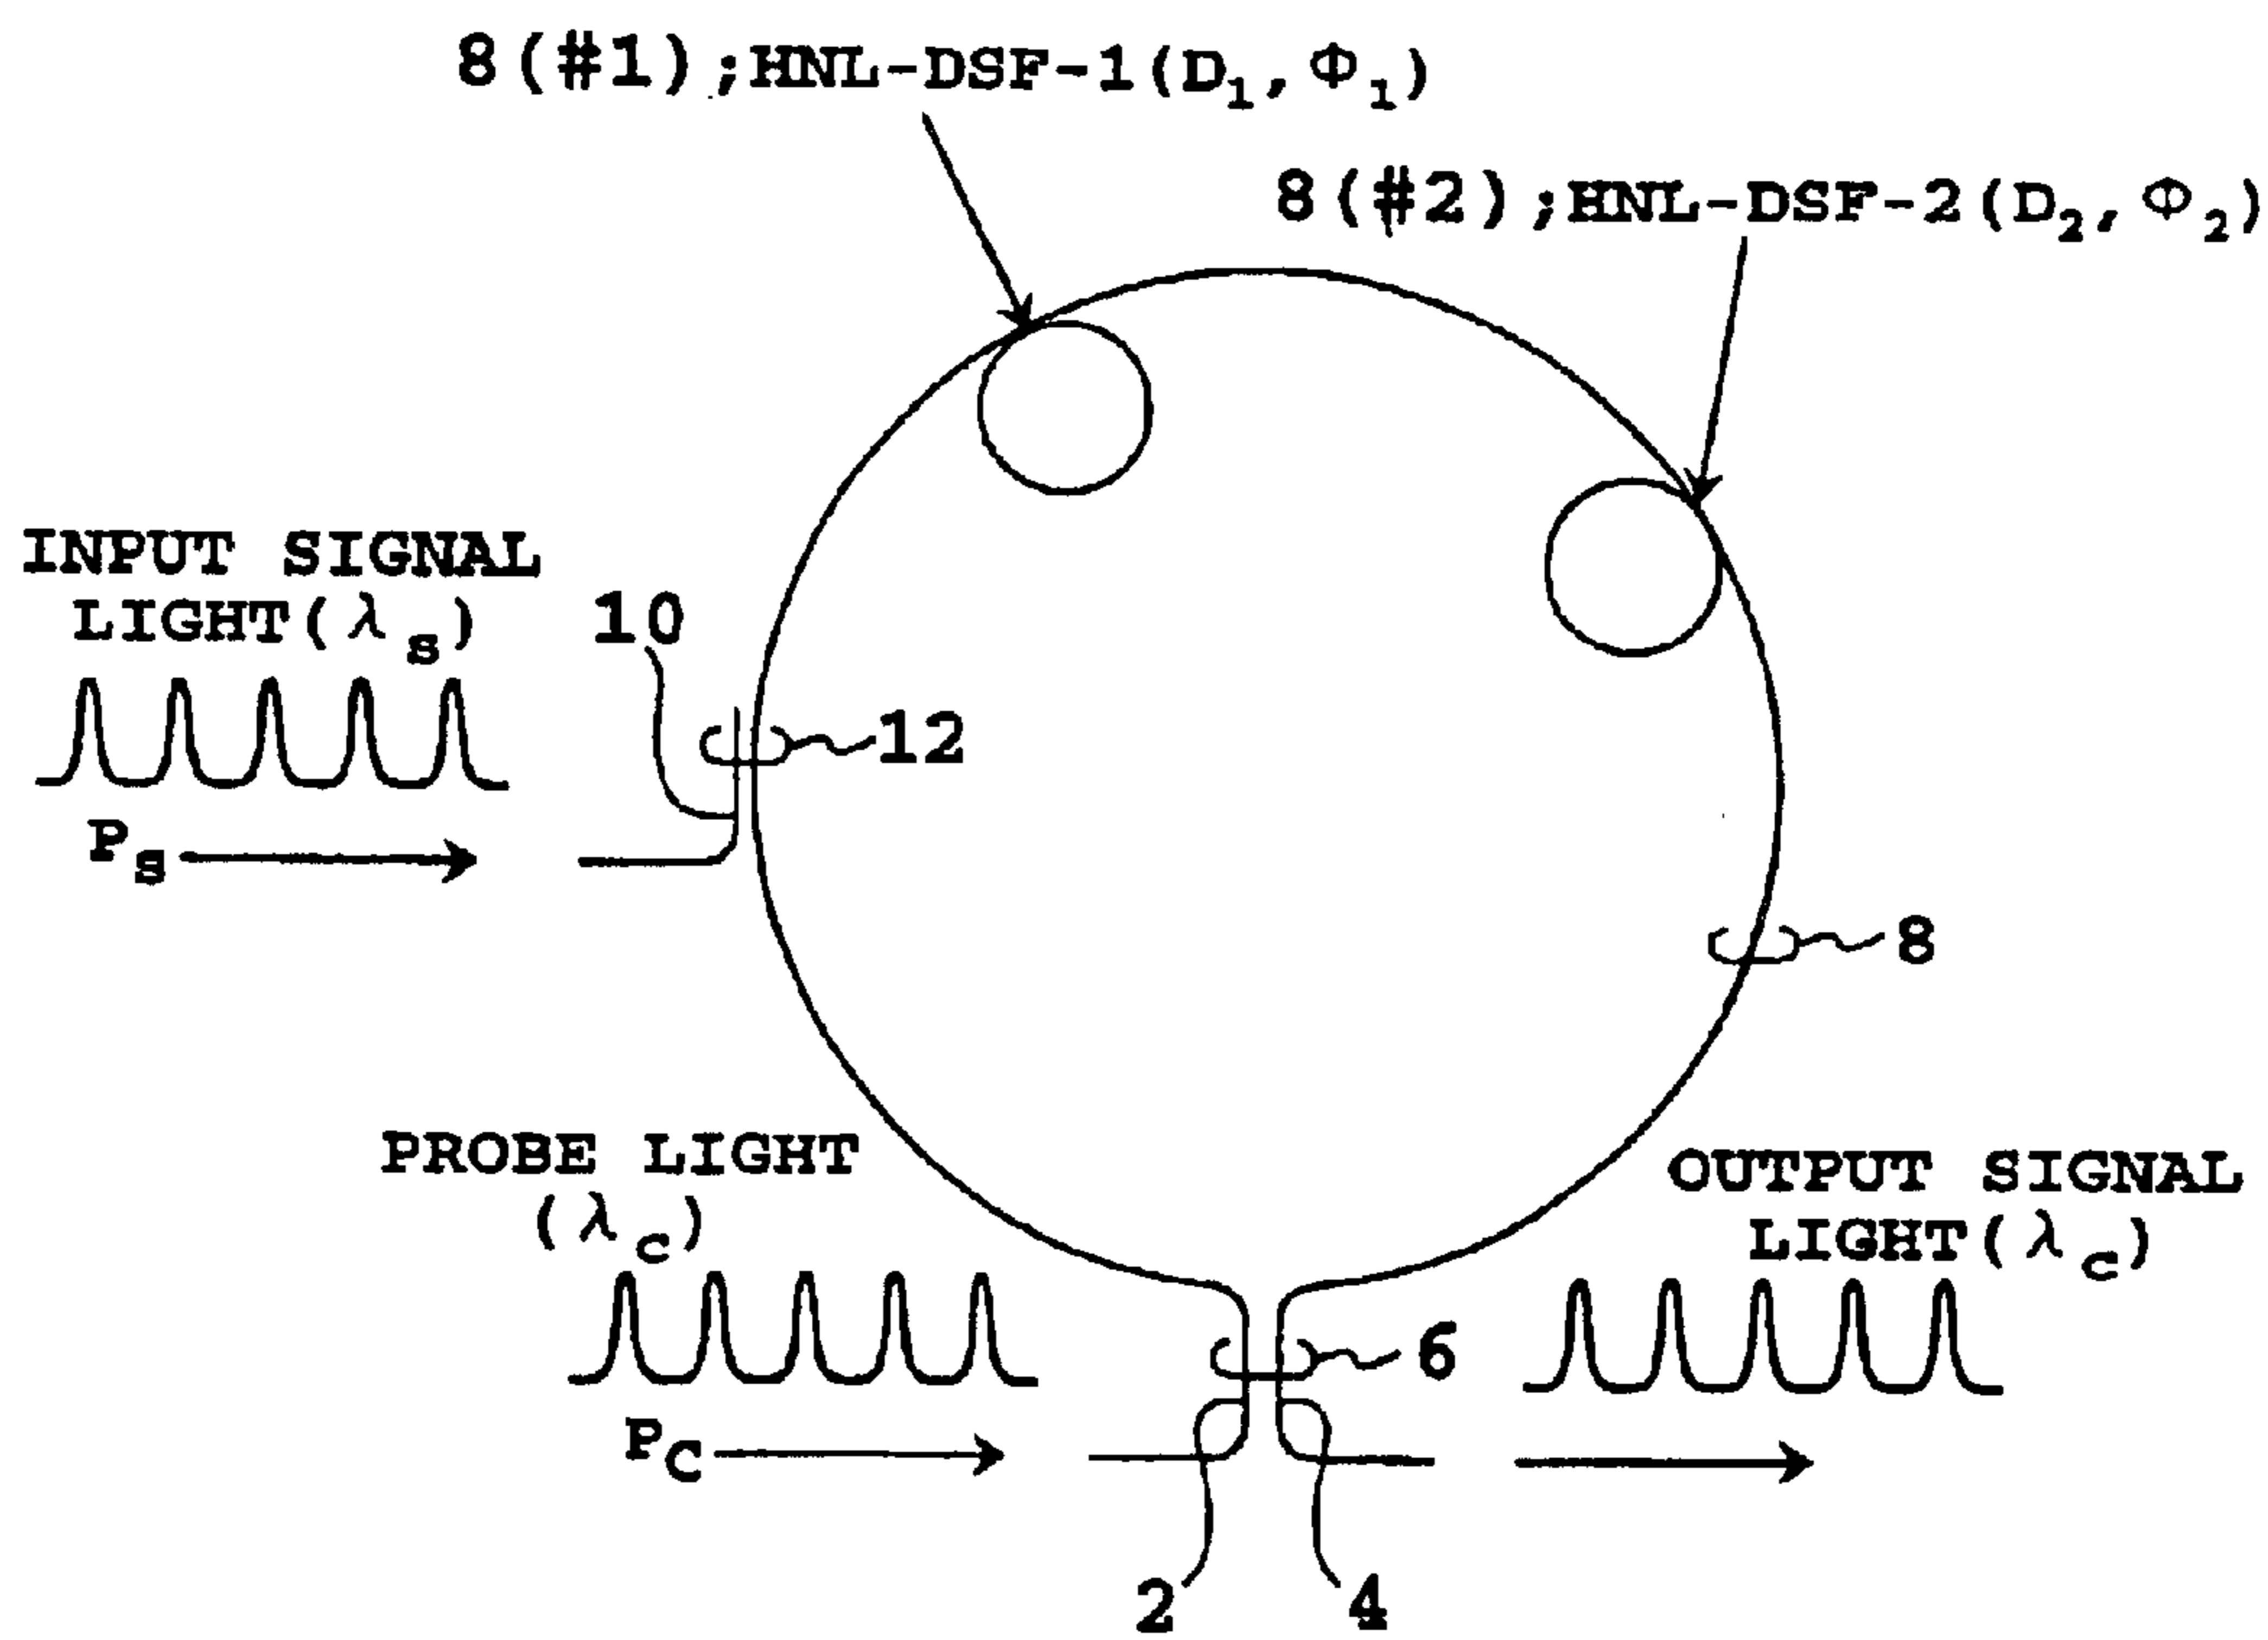 8(#1);HNL-DSF-1(D1,Φ1)
8(#2);HNL-DSF-2(D2,Φ2)
INPUT SIGNAL
LIGHT(λs)
10
12
Ps
8
PROBE LIGHT
(λc)
OUTPUT SIGNAL
LIGHT(λc)
6
PC
2
4